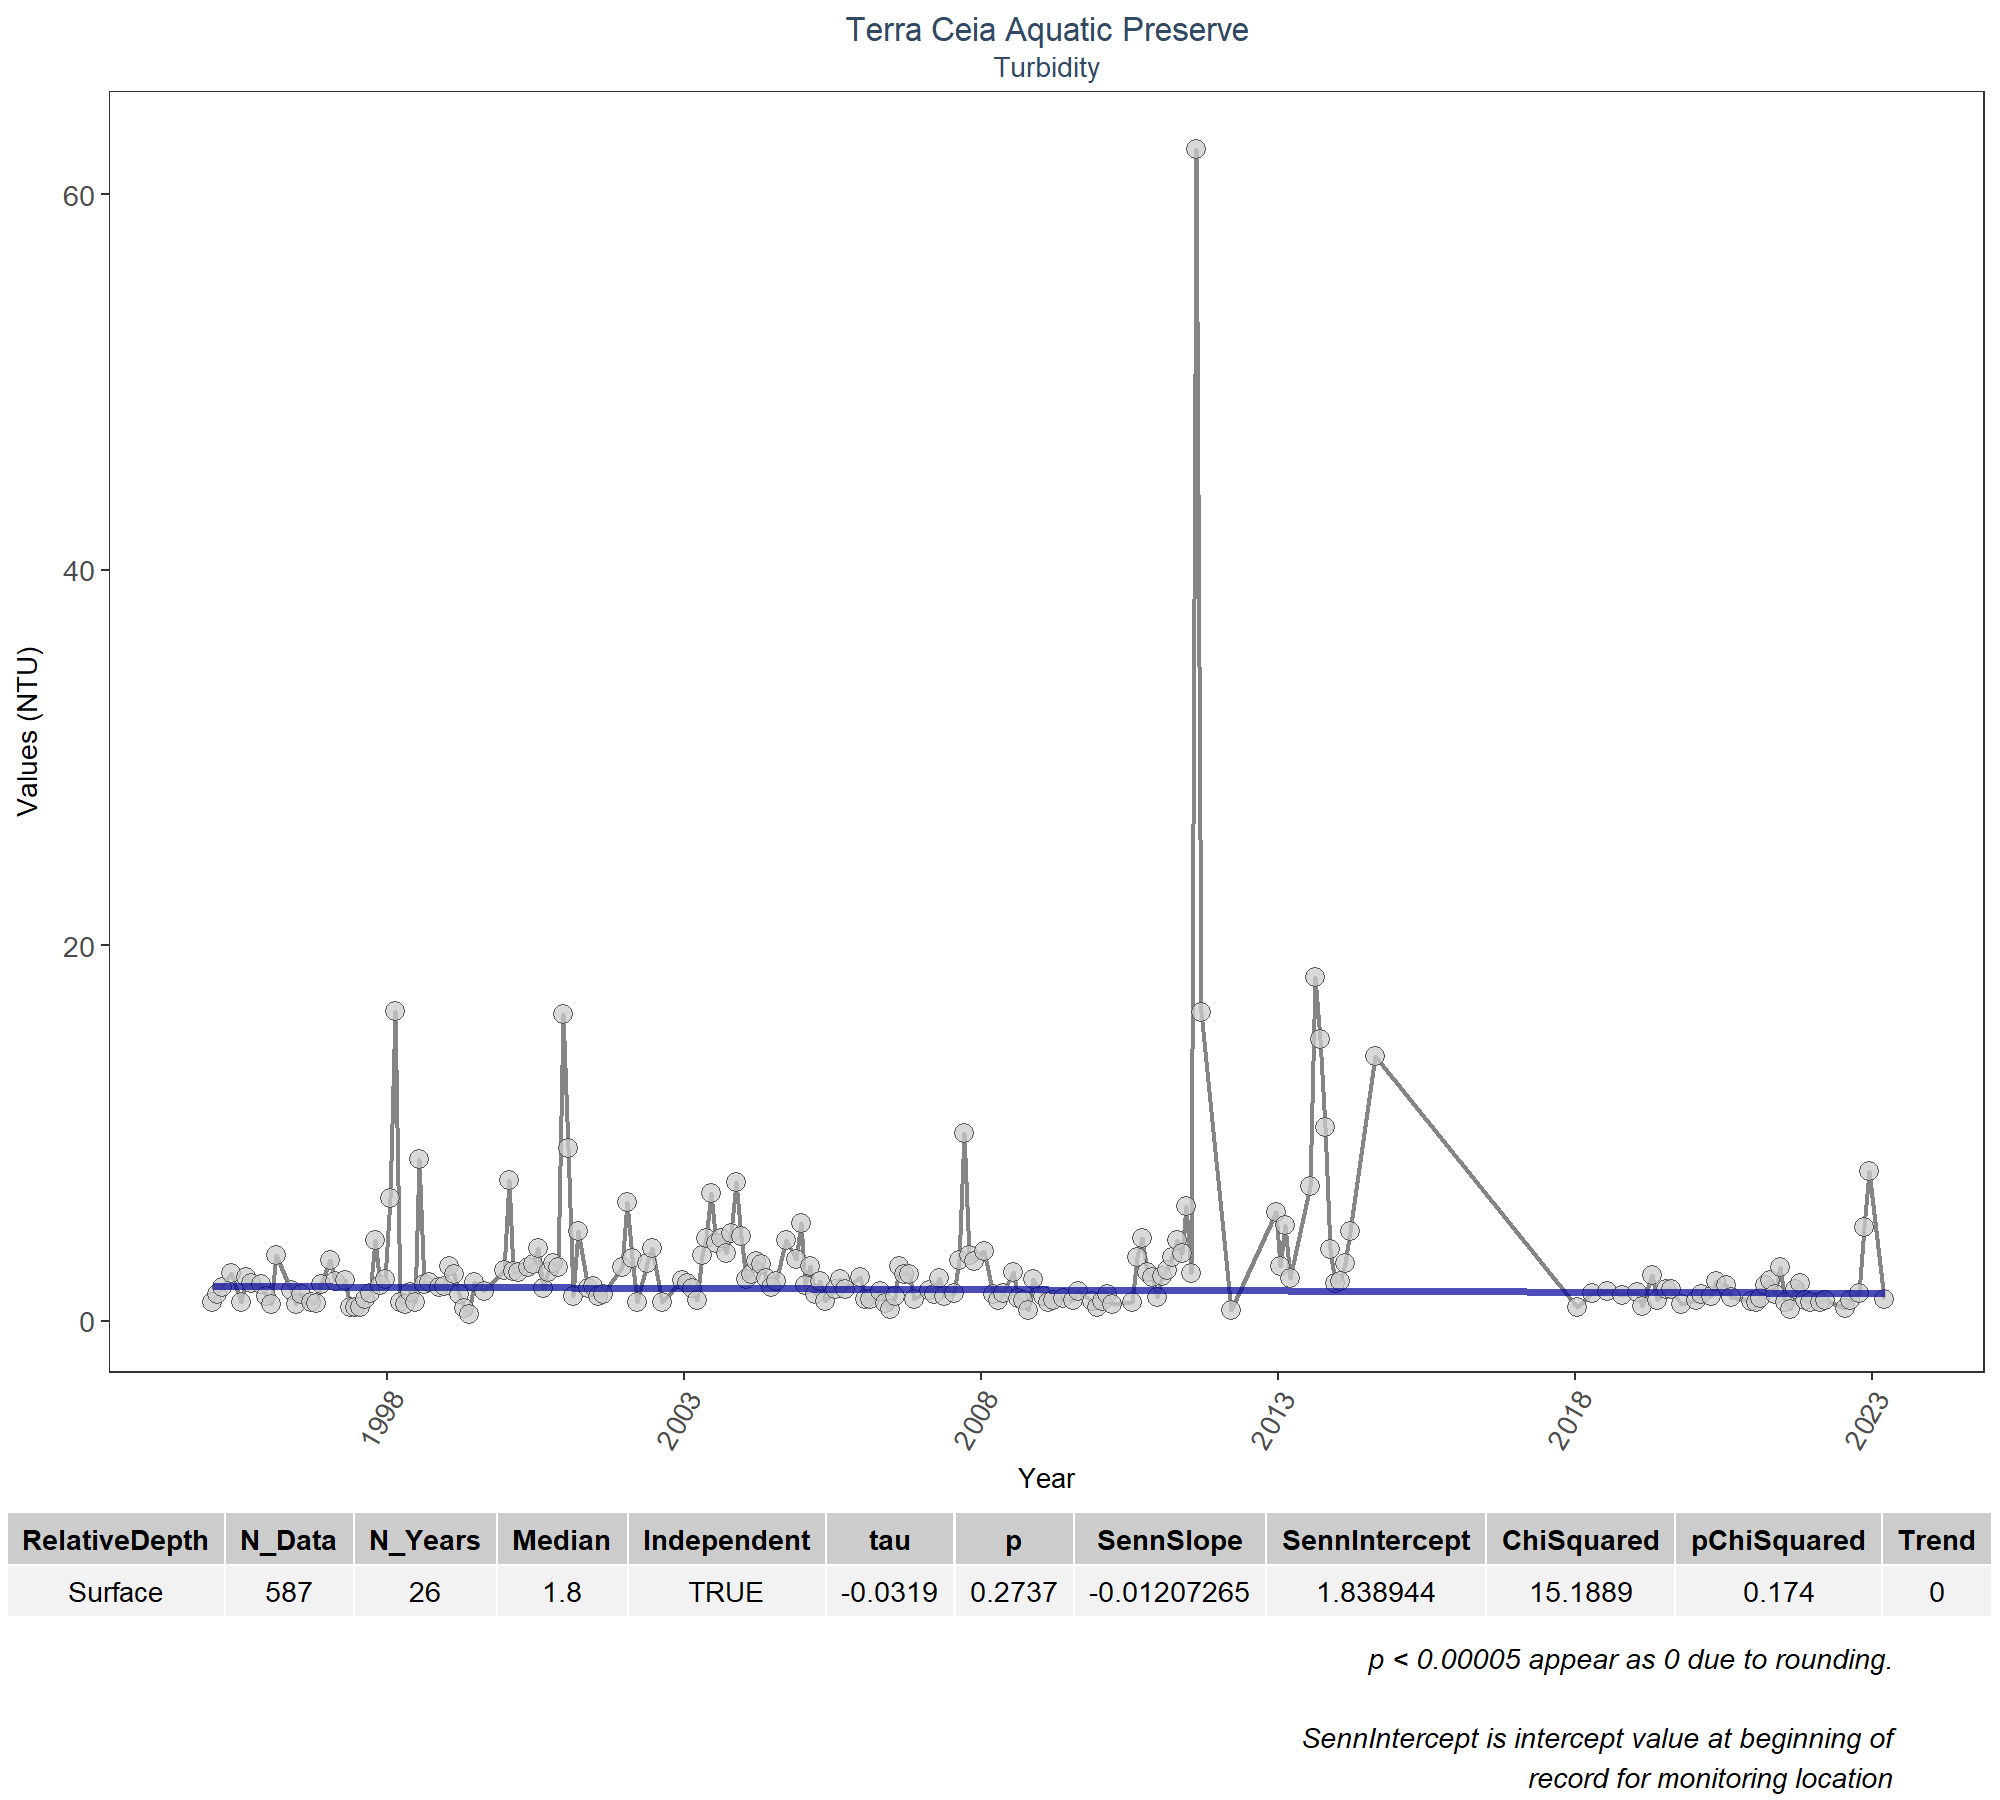 Terra Ceia Aquatic Preserve
Turbidity
60
40
20
0
Values (NTU)
1998
2003
2008
2013
2018
2023
Year
RelativeDepth N_Data N_Years Median Independent tau p SennSlope SennIntercept ChiSquared pChiSquared Trend
Surface 587 26 1.8 TRUE -0.0319 0.2737 -0.01207265 1.838944 15.1889 0.174 0
p < 0.00005 appear as 0 due to rounding.
SennIntercept is intercept value at beginning of
record for monitoring location